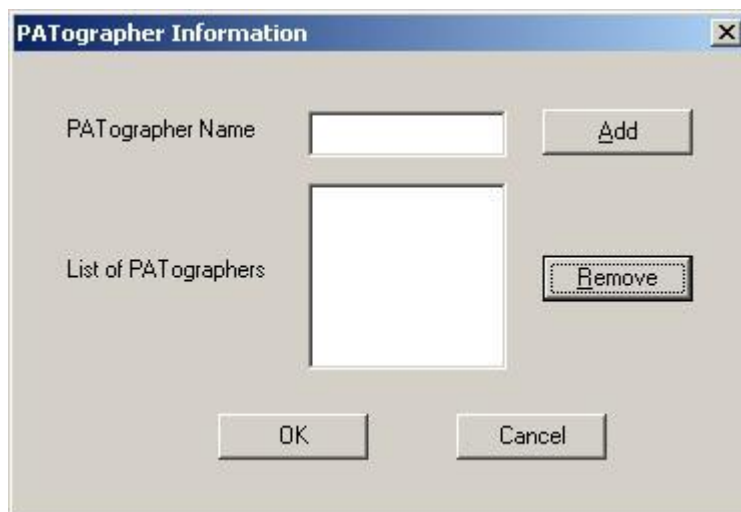 PATographer Information
PATographer Name
Add
List of PATographers
Remove
OK
Cancel